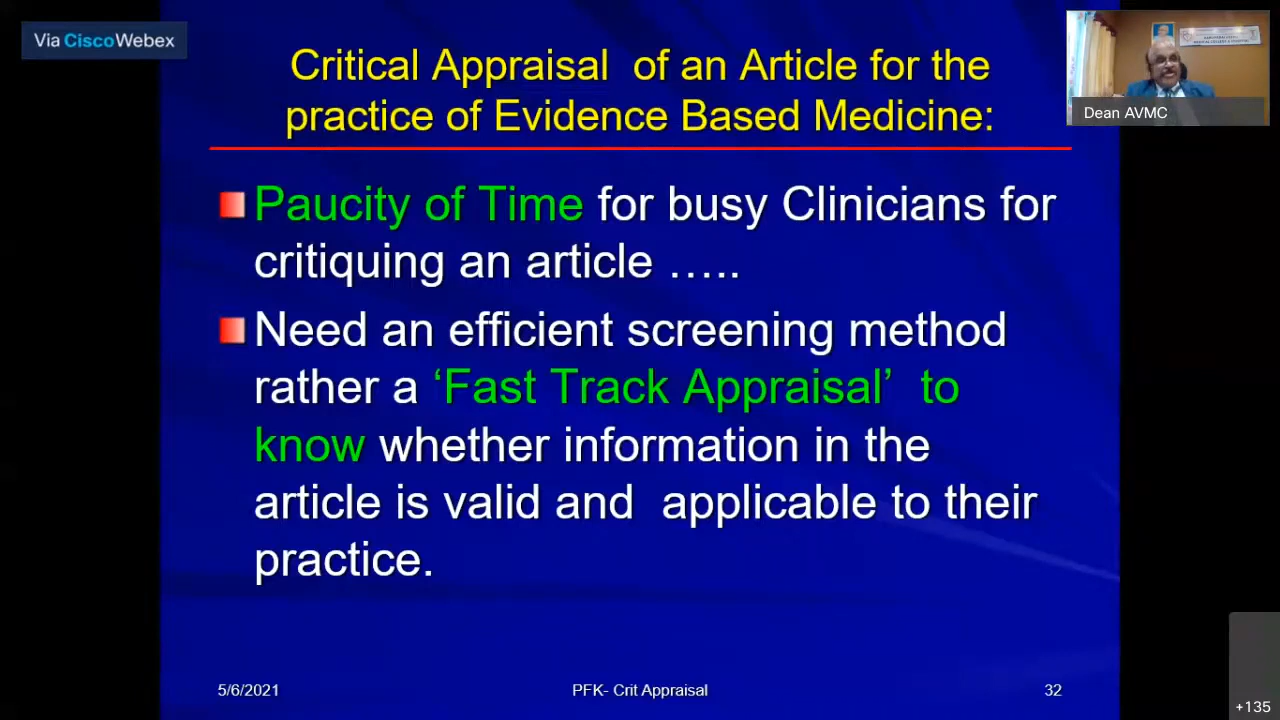 Via Cisco Webex
Critical Appraisal of an Article for the
practice of Evidence Based Medicine:
Dean AVMC
Paucity of Time for busy Clinicians for
critiquing an article …..
Need an efficient screening method
rather a ‘Fast Track Appraisal’ to
know whether information in the
article is valid and applicable to their
practice.
5/6/2021
PFK- Crit Appraisal
32
+135